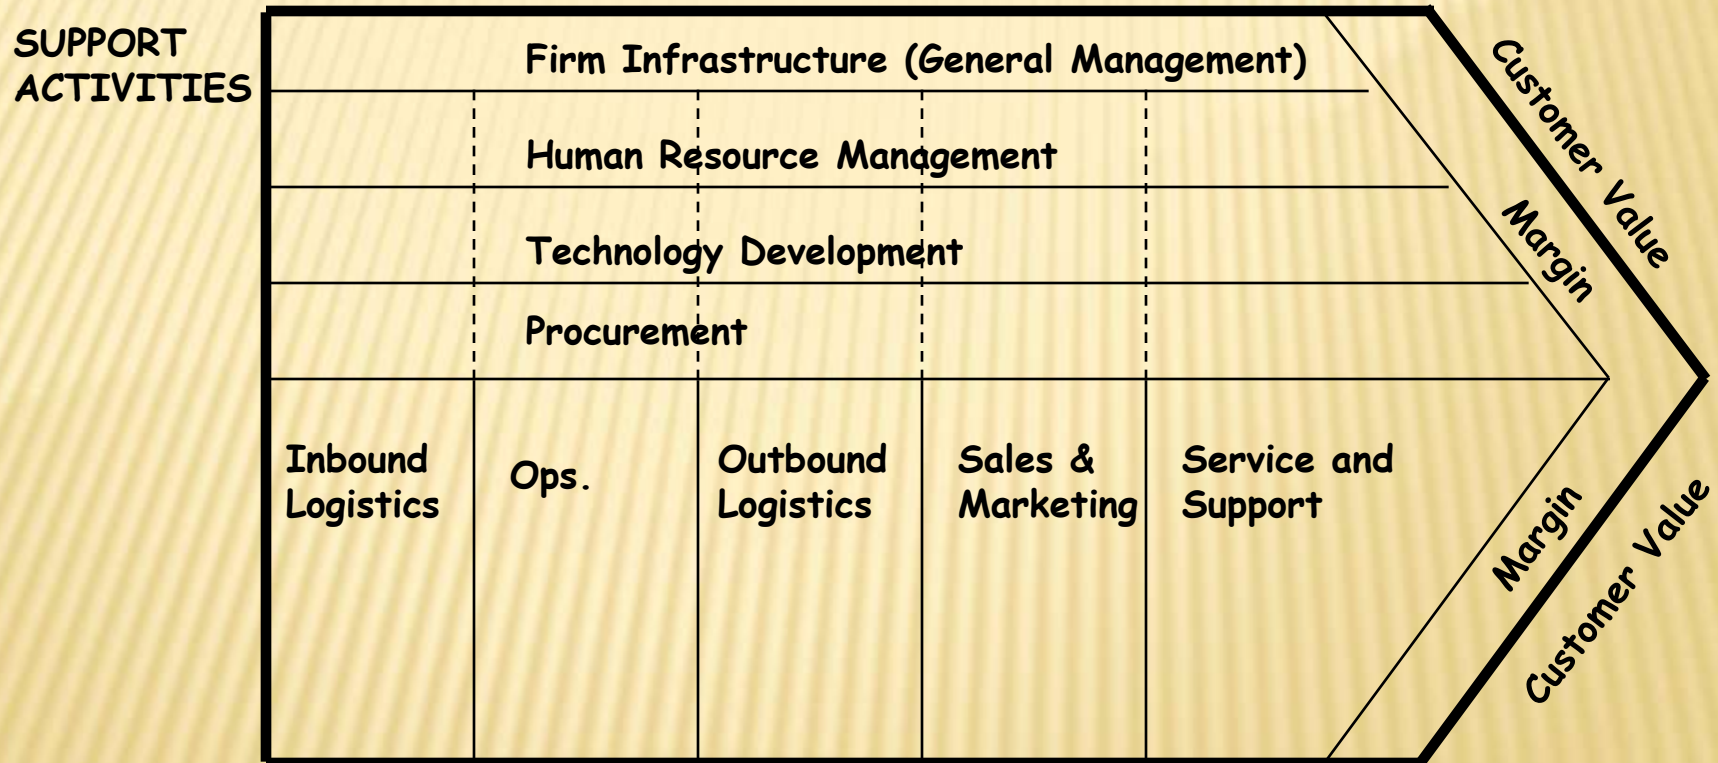 SUPPORT
ACTIVITIES
Firm Infrastructure (General Management)
Human Resource Management
Technology Development
Procurement
Customer Value
Margin
Inbound
Logistics
Ops.
Outbound
Logistics
Sales &
Marketing
Service and
Support
Margin
Customer Value